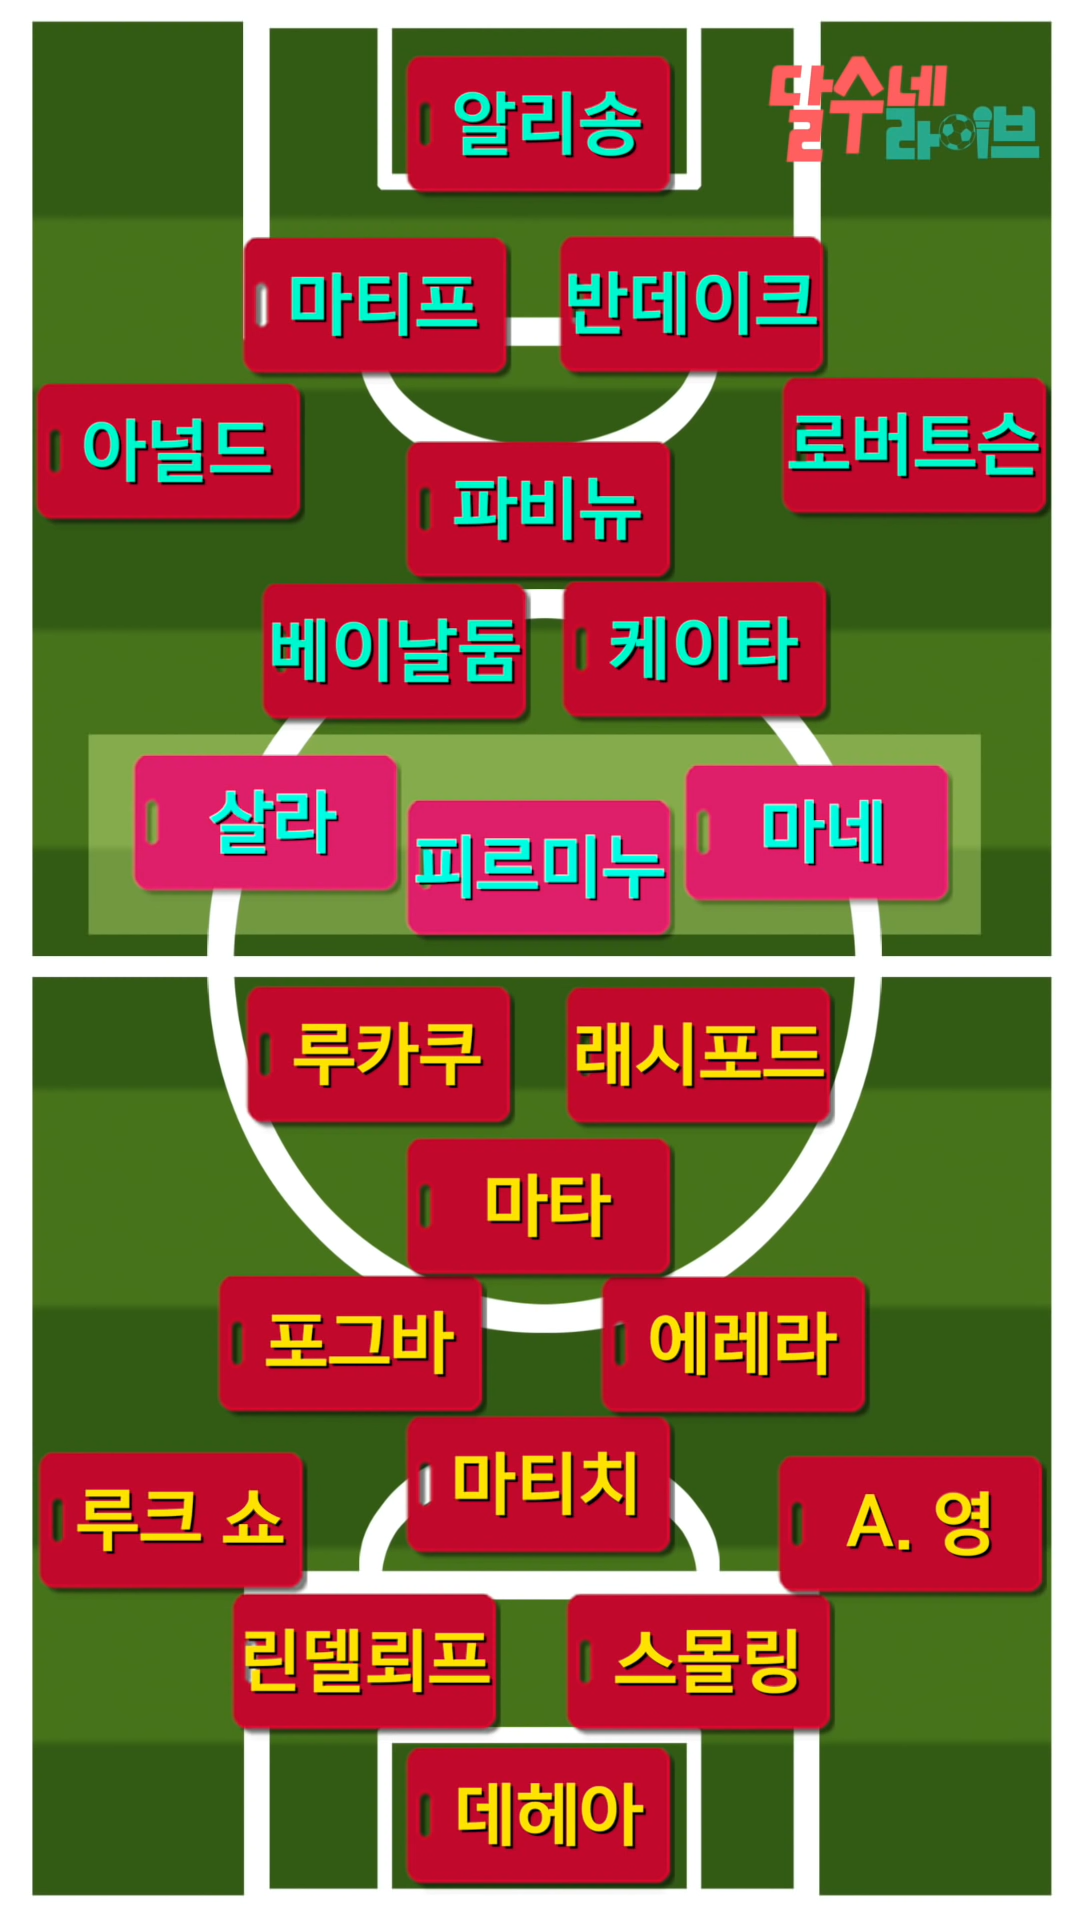 알리송
달수네
라이브
마티프
반데이크
아널드
로버트슨
파비뉴
베이날둠
케이타
살라
피르미누
마네
루카쿠
래시포드
마타
포그바
에레라
마티치
루크 쇼
A. 영
린델뢰프
스몰링
데헤아